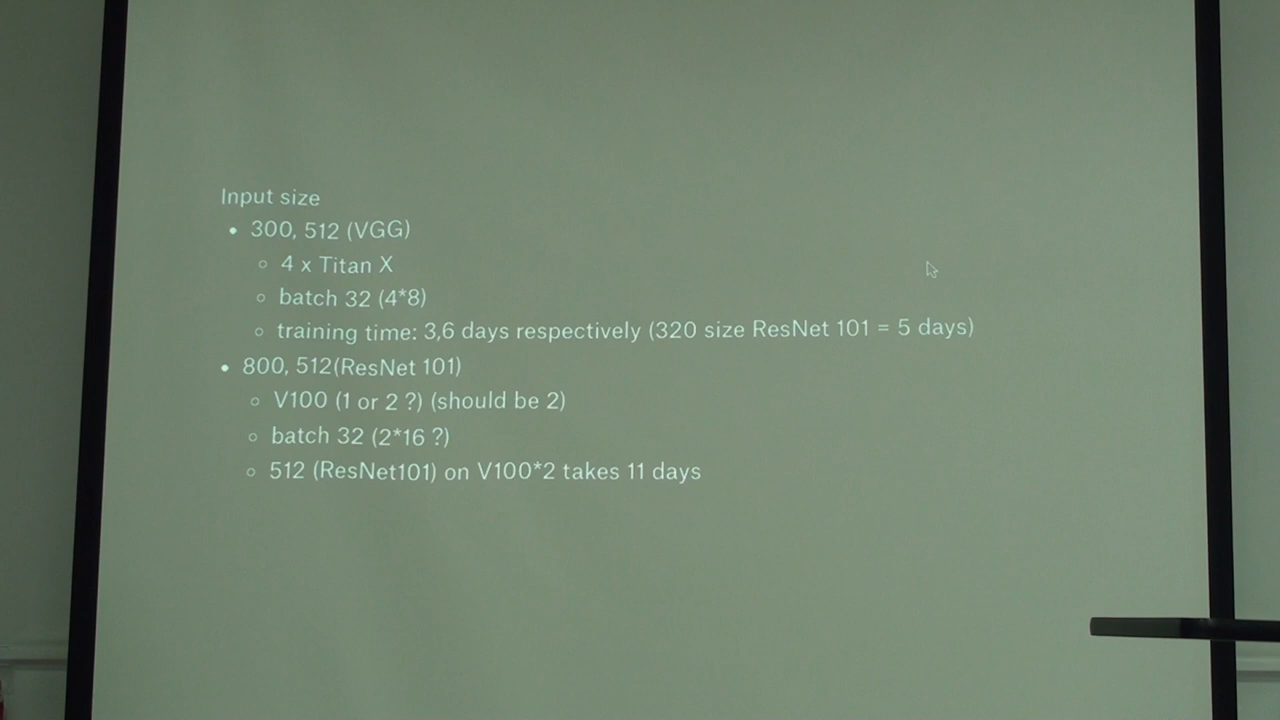 Input size
• 300, 512 (VGG)
◦ 4 x Titan X
◦ batch 32 (4*8)
◦ training time: 3,6 days respectively (320 size ResNet 101 = 5 days)
• 800, 512(ResNet 101)
◦ V100 (1 or 2 ?) (should be 2)
◦ batch 32 (2*16 ?)
◦ 512 (ResNet101) on V100*2 takes 11 days